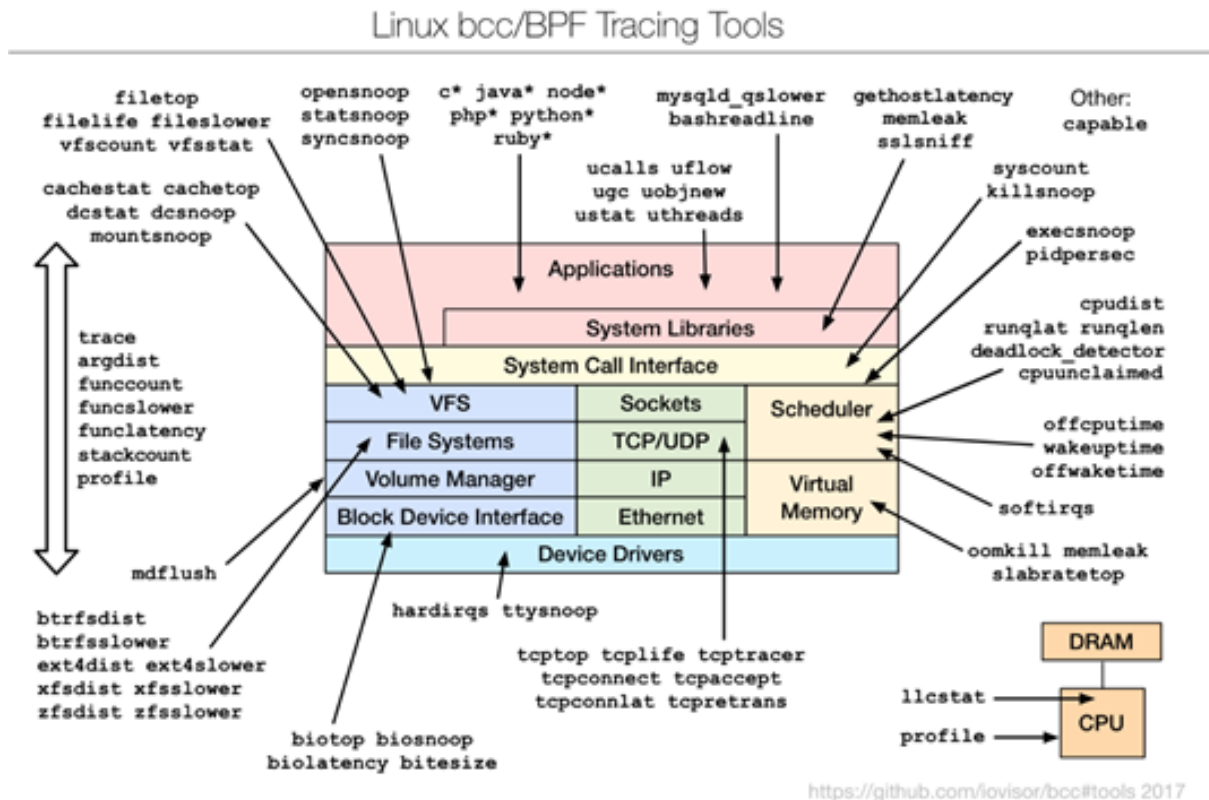 Linux bcc/BPF Tracing Tools
filetop
filelife fileslower
vfscount vfsstat
opensnoop
statsnoop
syncsnoop
c* java* node*
php* python*
ruby*
mysqld_qslower
bashreadline
gethostlatency
memleak
sslsniff
Other:
capable
cachestat cachetop
dcstat dcsnoop
mountsnoop
ucalls uflow
ugc uobjnew
ustat uthreads
syscount
killsnoop
execsnoop
pidpersec
trace
argdist
funccount
funcslower
funclatency
stackcount
profile
Applications
System Libraries
System Call Interface
VFS
Sockets
Scheduler
File Systems
TCP/UDP
Volume Manager
IP
Virtual
Memory
Block Device Interface
Ethernet
Device Drivers
cpudist
runqlat runqlen
deadlock_detector
cpuunclaimed
offcputime
wakeuptime
offwaketime
softirqs
oomkill memleak
slabratetop
mdflush
hardirqs ttysnoop
btrfsdist
btrfsslower
ext4dist ext4slower
xfsdist xfsslower
zfsdist zfsslower
biotop biosnoop
biolatency bitesize
tcptop tcplife tcptracer
tcpconnect tcpaccept
tcpconnlat tcpretrans
DRAM
llcstat
CPU
profile
https://github.com/iovisor/bcc#tools 2017